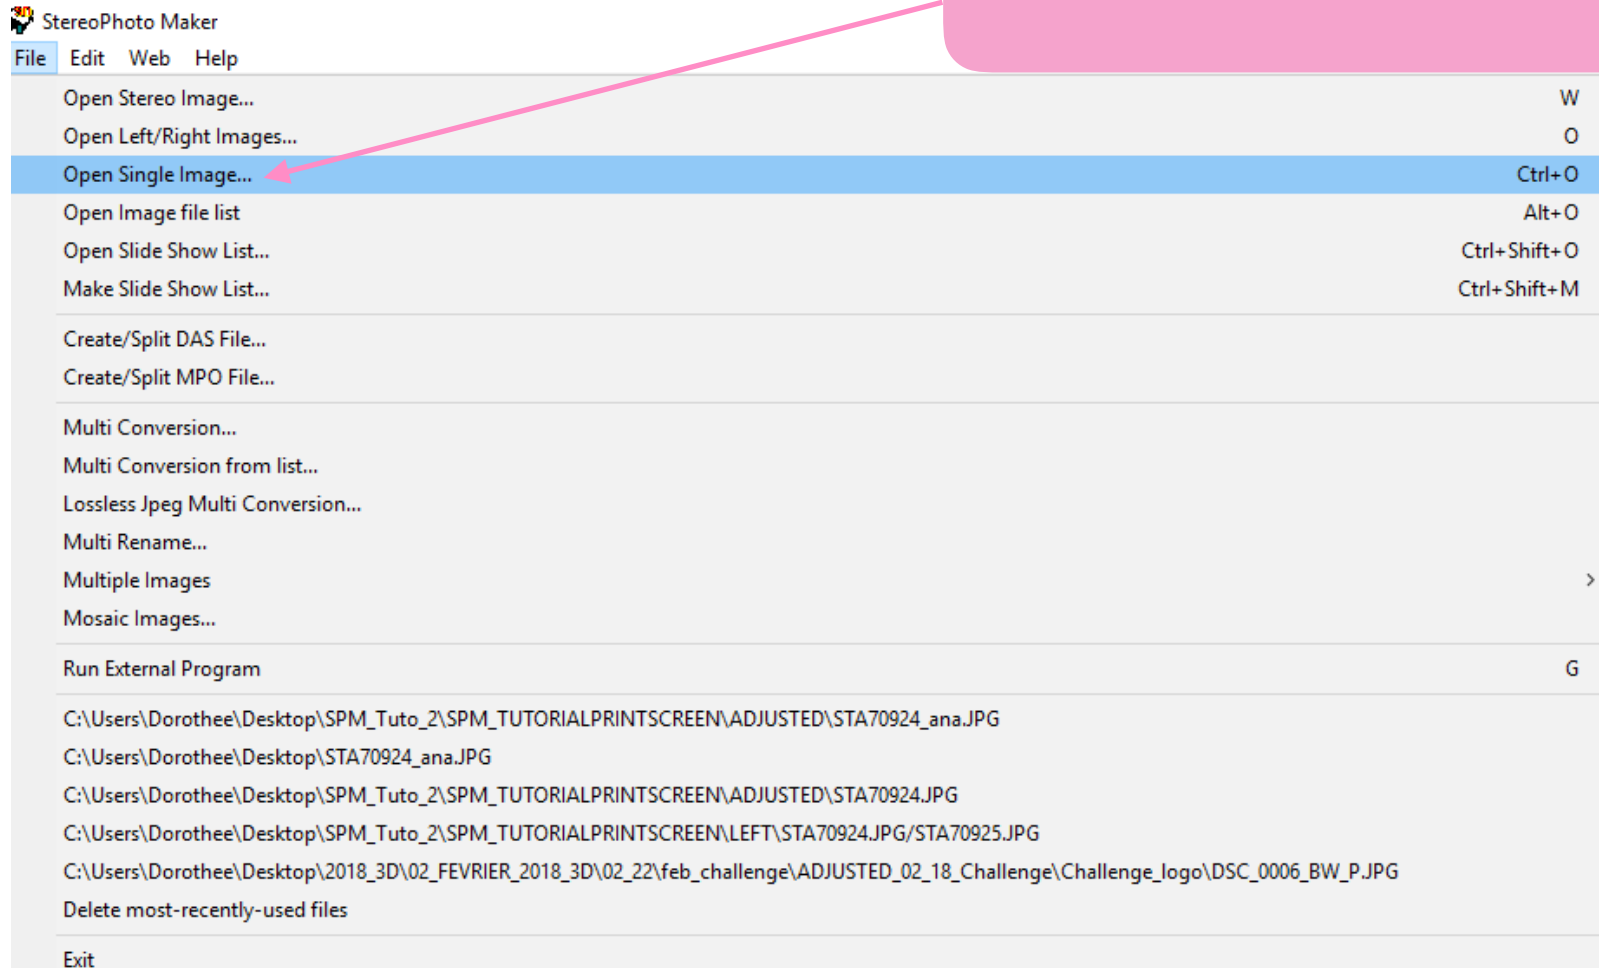 StereoPhoto Maker
File Edit Web Help
Open Stereo Image... W
Open Left/Right Images... O
Open Single Image... Ctrl+O
Open Image file list Alt+O
Open Slide Show List... Ctrl+Shift+O
Make Slide Show List... Ctrl+Shift+M
Create/Split DAS File...
Create/Split MPO File...
Multi Conversion...
Multi Conversion from list...
Lossless Jpeg Multi Conversion...
Multi Rename...
Multiple Images >
Mosaic Images...
Run External Program G
C:\Users\Dorothee\Desktop\SPM_Tuto_2\SPM_TUTORIALPRINTSCREEN\ADJUSTED\STA70924_ana.JPG
C:\Users\Dorothee\Desktop\STA70924_ana.JPG
C:\Users\Dorothee\Desktop\SPM_Tuto_2\SPM_TUTORIALPRINTSCREEN\ADJUSTED\STA70924.JPG
C:\Users\Dorothee\Desktop\SPM_Tuto_2\SPM_TUTORIALPRINTSCREEN\LEFT\STA70924.JPG/STA70925.JPG
C:\Users\Dorothee\Desktop\2018_3D\02_FEVRIER_2018_3D\02_22\feb_challenge\ADJUSTED_02_18_Challenge\Challenge_logo\DSC_0006_BW_P.JPG
Delete most-recently-used files
Exit